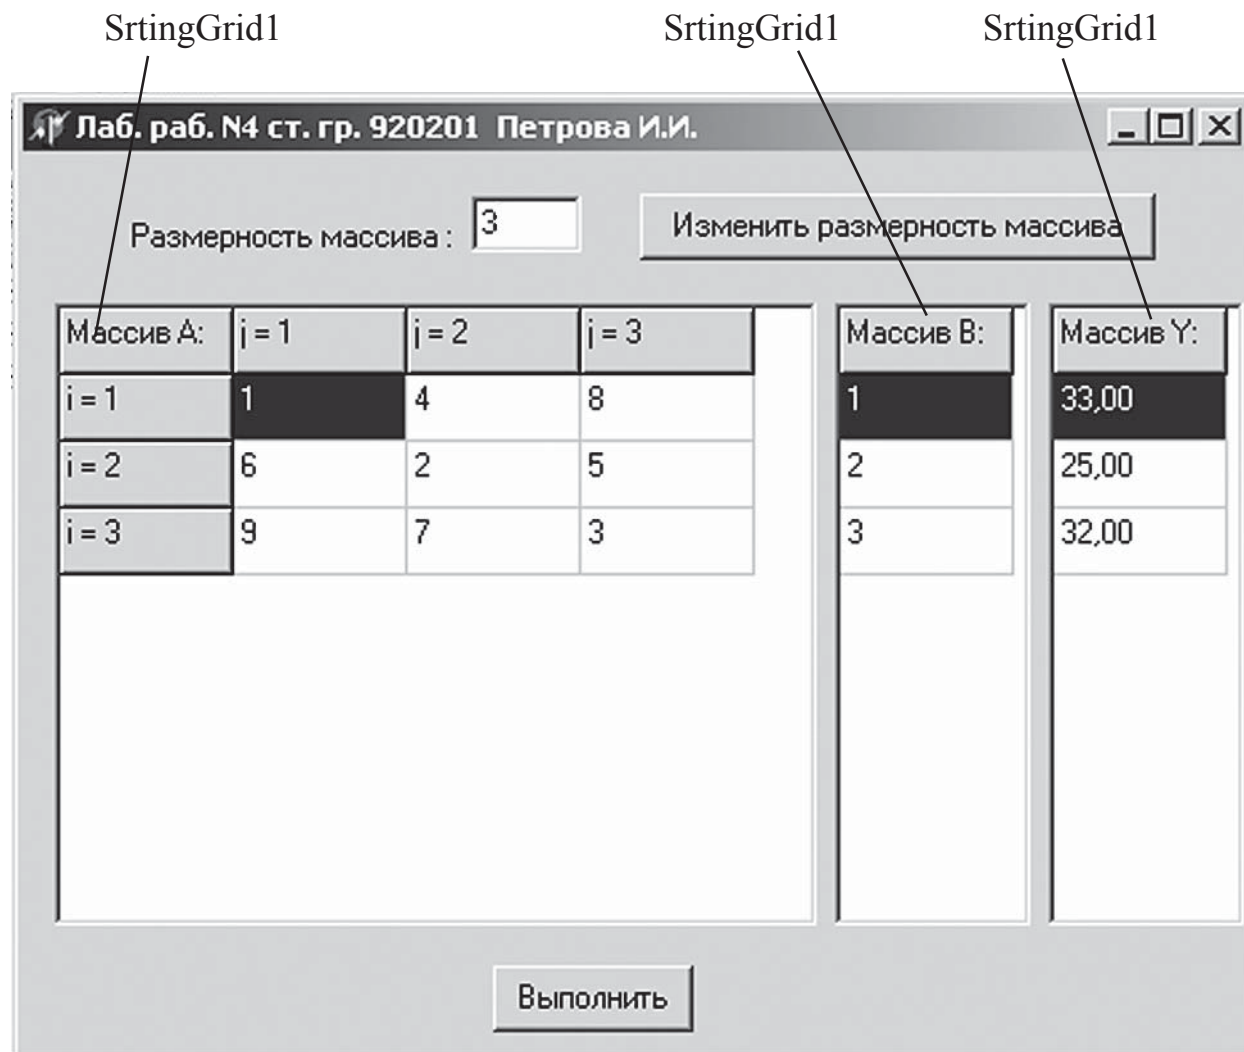 SrtingGrid1 SrtingGrid1 SrtingGrid1
Лаб. раб. N4 ст. гр. 920201 Петрова И.И.
Размерность массива : 3 Изменить размерность массива
Массив A: j = 1 j = 2 j = 3 Массив B: Массив Y:
i = 1 1 4 8 1 33,00
i = 2 6 2 5 2 25,00
i = 3 9 7 3 3 32,00
Выполнить